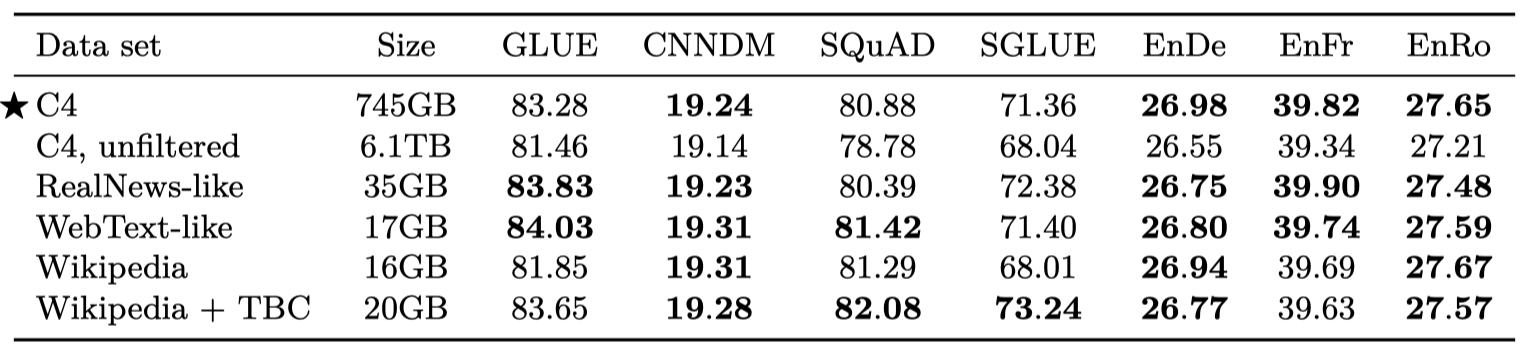 Data set Size GLUE CNNDM SQuAD SGLUE EnDe EnFr EnRo
★ C4 745GB 83.28 19.24 80.88 71.36 26.98 39.82 27.65
C4, unfiltered 6.1TB 81.46 19.14 78.78 68.04 26.55 39.34 27.21
RealNews-like 35GB 83.83 19.23 80.39 72.38 26.75 39.90 27.48
WebText-like 17GB 84.03 19.31 81.42 71.40 26.80 39.74 27.59
Wikipedia 16GB 81.85 19.31 81.29 68.01 26.94 39.69 27.67
Wikipedia + TBC 20GB 83.65 19.28 82.08 73.24 26.77 39.63 27.57